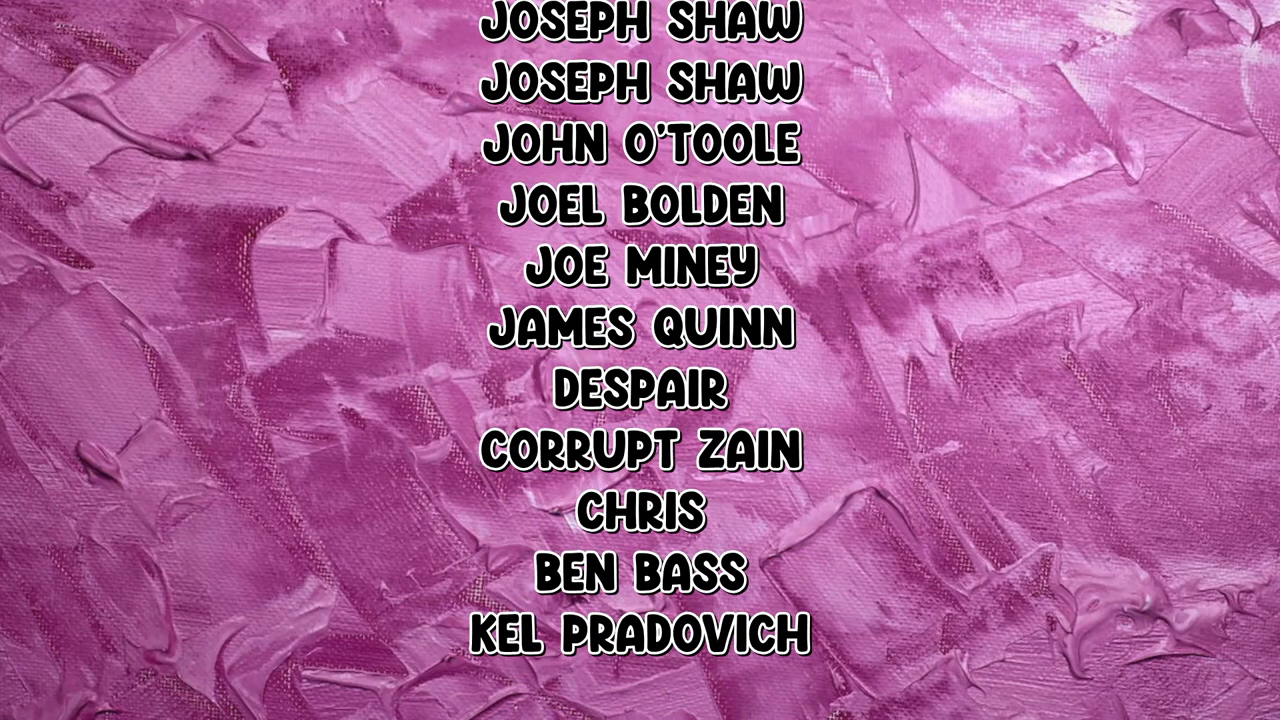 JOSEPH SHAW
JOSEPH SHAW
JOHN O'TOOLE
JOEL BOLDEN
JOE MINEY
JAMES QUINN
DESPAIR
CORRUPT ZAIN
CHRIS
BEN BASS
KEL PRADOVICH